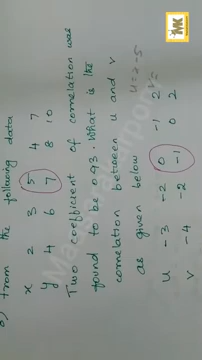 MK
8) From the following data
x 2 3 5 4 7
y 4 6 7 8 10
Two coefficient of correlation was
found to be 0.93. What is the
correlation between u and v
as given below
u = x - 5
u -3 -2 0 -1 2
v -4 -2 -1 0 2